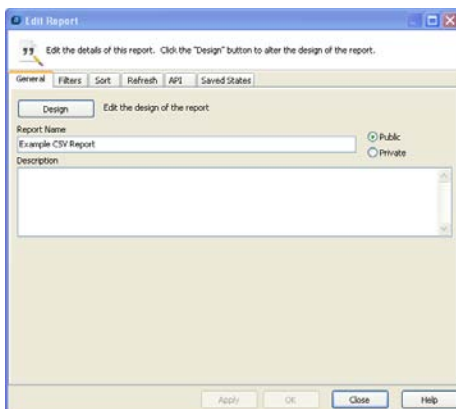 Edit Report
Edit the details of this report. Click the "Design" button to alter the design of the report.
General Filters Sort Refresh API Saved States
Design Edit the design of the report
Report Name
Example CSV Report
Public
Private
Description
Apply OK Close Help